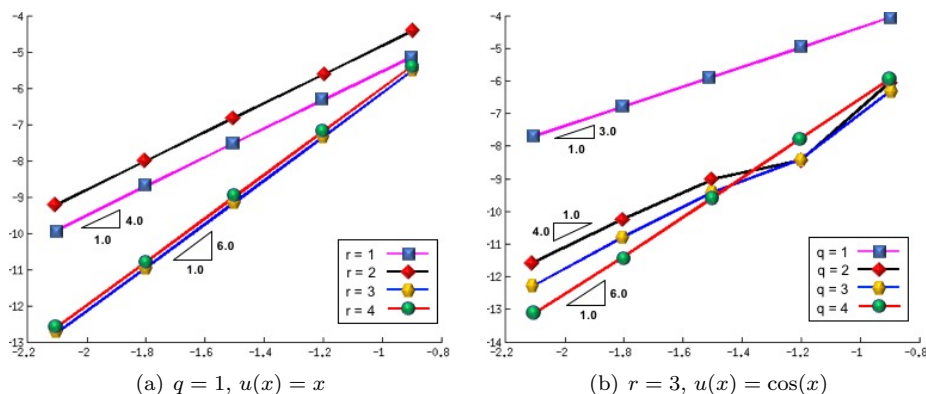 -4
-5
-6
-7
-8
-9
-10
-11
-12
-13
-2.2 -2 -1.8 -1.6 -1.4 -1.2 -1 -0.8
4.0
1.0
6.0
1.0
r = 1
r = 2
r = 3
r = 4
(a) q = 1, u(x) = x
-4
-5
-6
-7
-8
-9
-10
-11
-12
-13
-14
-2.2 -2 -1.8 -1.6 -1.4 -1.2 -1 -0.8
3.0
1.0
1.0
4.0
6.0
1.0
q = 1
q = 2
q = 3
q = 4
(b) r = 3, u(x) = cos(x)